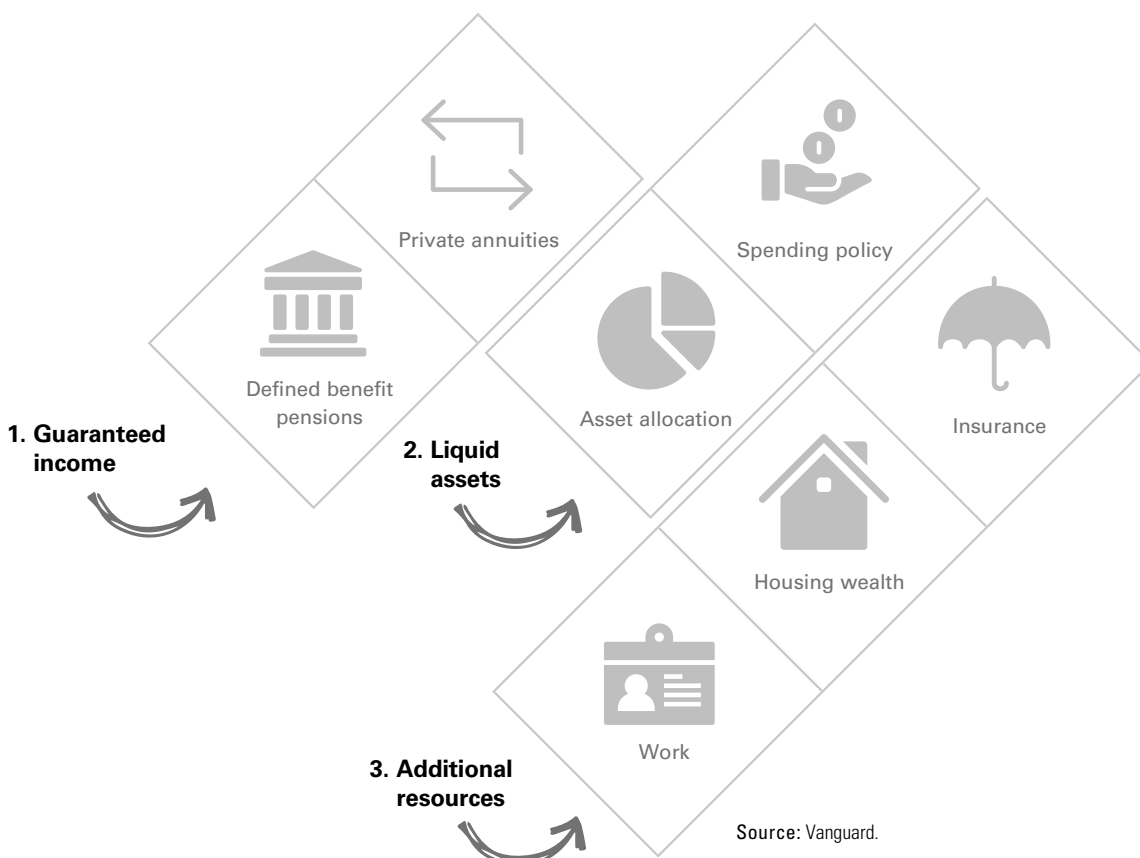 Private annuities
Spending policy
Defined benefit
pensions
Asset allocation
Insurance
1. Guaranteed
income
2. Liquid
assets
Housing wealth
Work
3. Additional
resources
Source: Vanguard.